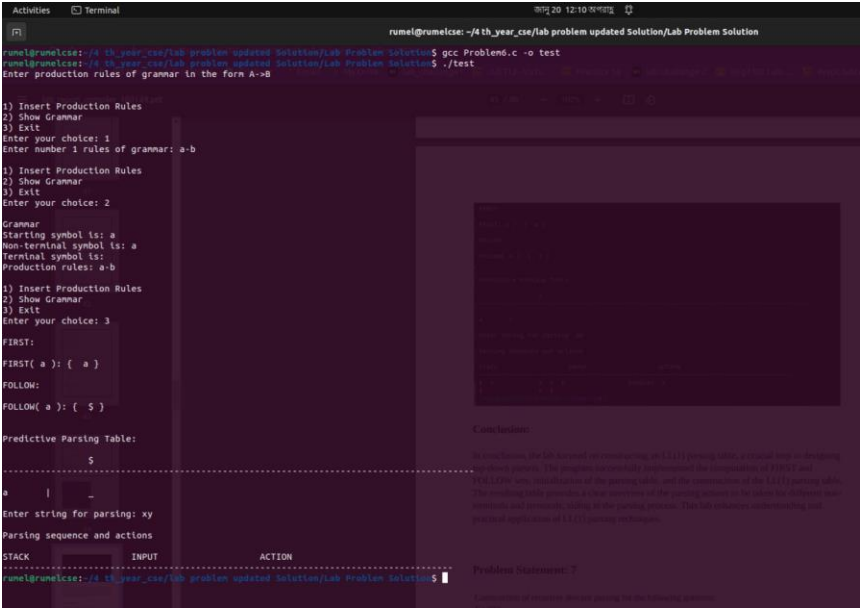 Activities Terminal জানু 20 12:10 অপরাহ্ণ
rumel@rumelcse: ~/4 th_year_cse/lab problem updated Solution/Lab Problem Solution
rumel@rumelcse:~/4 th_year_cse/lab problem updated Solution/Lab Problem Solution$ gcc Problem6.c -o test
rumel@rumelcse:~/4 th_year_cse/lab problem updated Solution/Lab Problem Solution$ ./test
Enter production rules of grammar in the form A->B
1) Insert Production Rules
2) Show Grammar
3) Exit
Enter your choice: 1
Enter number 1 rules of grammar: a-b
1) Insert Production Rules
2) Show Grammar
3) Exit
Enter your choice: 2
Grammar
Starting symbol is: a
Non-terminal symbol is: a
Terminal symbol is:
Production rules: a-b
1) Insert Production Rules
2) Show Grammar
3) Exit
Enter your choice: 3
FIRST:
FIRST( a ): { a }
FOLLOW:
FOLLOW( a ): { $ }
Predictive Parsing Table:
$
--------------------------------------------------------------------------------
a | _
Enter string for parsing: xy
Parsing sequence and actions
STACK INPUT ACTION
--------------------------------------------------------------------------------
rumel@rumelcse:~/4 th_year_cse/lab problem updated Solution/Lab Problem Solution$
Conclusion:
Problem Statement: 7